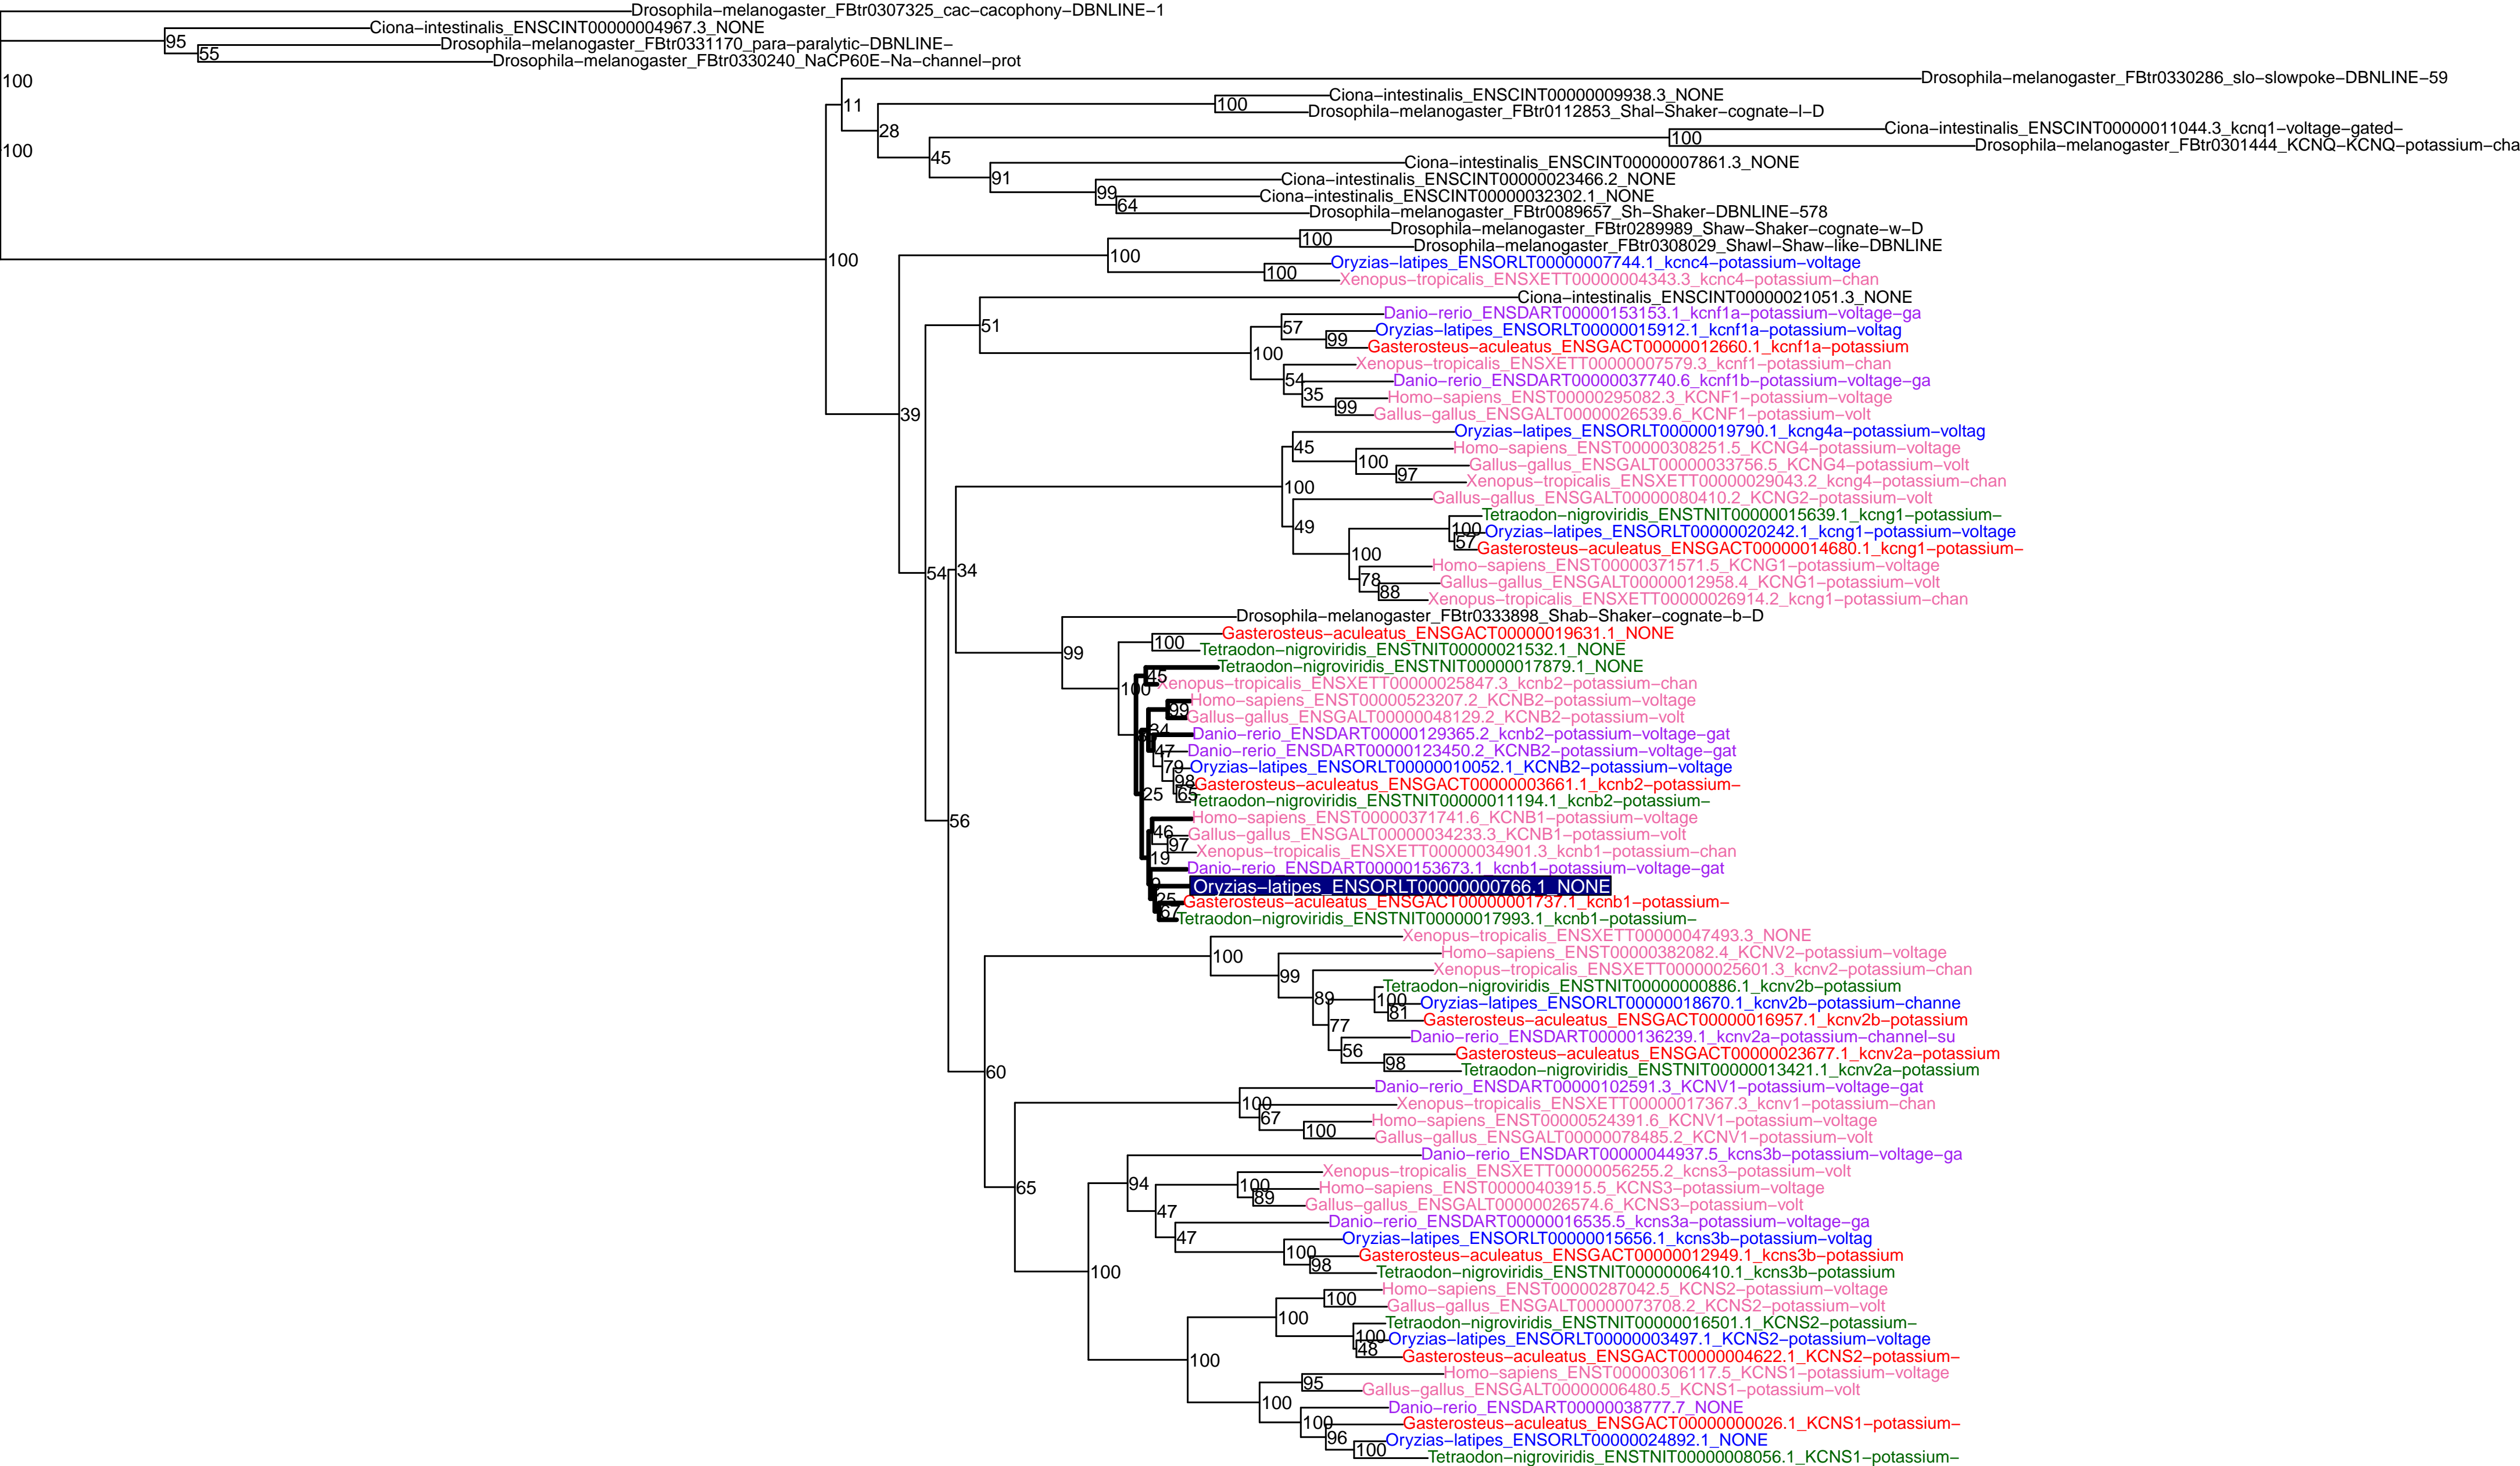 Drosophila−melanogaster_FBtr0307325_cac−cacophony−DBNLINE−1
Ciona−intestinalis_ENSCINT00000004967.3_NONE
95
Drosophila−melanogaster_FBtr0331170_para−paralytic−DBNLINE−
55
Drosophila−melanogaster_FBtr0330240_NaCP60E−Na−channel−prot
100
Drosophila−melanogaster_FBtr0330286_slo−slowpoke−DBNLINE−59
11
Ciona−intestinalis_ENSCINT00000009938.3_NONE
100
Drosophila−melanogaster_FBtr0112853_Shal−Shaker−cognate−l−D
28
Ciona−intestinalis_ENSCINT00000011044.3_kcnq1−voltage−gated−
100
Drosophila−melanogaster_FBtr0301444_KCNQ−KCNQ−potassium−cha
100
45
Ciona−intestinalis_ENSCINT00000007861.3_NONE
91
Ciona−intestinalis_ENSCINT00000023466.2_NONE
99
Ciona−intestinalis_ENSCINT00000032302.1_NONE
64
Drosophila−melanogaster_FBtr0089657_Sh−Shaker−DBNLINE−578
Drosophila−melanogaster_FBtr0289989_Shaw−Shaker−cognate−w−D
100
Drosophila−melanogaster_FBtr0308029_Shawl−Shaw−like−DBNLINE
100
100
Oryzias−latipes_ENSORLT00000007744.1_kcnc4−potassium−voltage
100
Xenopus−tropicalis_ENSXETT00000004343.3_kcnc4−potassium−chan
Ciona−intestinalis_ENSCINT00000021051.3_NONE
Danio−rerio_ENSDART00000153153.1_kcnf1a−potassium−voltage−ga
51
57
Oryzias−latipes_ENSORLT00000015912.1_kcnf1a−potassium−voltag
99
Gasterosteus−aculeatus_ENSGACT00000012660.1_kcnf1a−potassium
100
Xenopus−tropicalis_ENSXETT00000007579.3_kcnf1−potassium−chan
54
Danio−rerio_ENSDART00000037740.6_kcnf1b−potassium−voltage−ga
35
Homo−sapiens_ENST00000295082.3_KCNF1−potassium−voltage
99
Gallus−gallus_ENSGALT00000026539.6_KCNF1−potassium−volt
39
Oryzias−latipes_ENSORLT00000019790.1_kcng4a−potassium−voltag
45
Homo−sapiens_ENST00000308251.5_KCNG4−potassium−voltage
100
Gallus−gallus_ENSGALT00000033756.5_KCNG4−potassium−volt
97
Xenopus−tropicalis_ENSXETT00000029043.2_kcng4−potassium−chan
100
Gallus−gallus_ENSGALT00000080410.2_KCNG2−potassium−volt
Tetraodon−nigroviridis_ENSTNIT00000015639.1_kcng1−potassium−
49
100
Oryzias−latipes_ENSORLT00000020242.1_kcng1−potassium−voltage
57
Gasterosteus−aculeatus_ENSGACT00000014680.1_kcng1−potassium−
100
Homo−sapiens_ENST00000371571.5_KCNG1−potassium−voltage
54
34
78
Gallus−gallus_ENSGALT00000012958.4_KCNG1−potassium−volt
88
Xenopus−tropicalis_ENSXETT00000026914.2_kcng1−potassium−chan
Drosophila−melanogaster_FBtr0333898_Shab−Shaker−cognate−b−D
Gasterosteus−aculeatus_ENSGACT00000019631.1_NONE
100
Tetraodon−nigroviridis_ENSTNIT00000021532.1_NONE
99
Tetraodon−nigroviridis_ENSTNIT00000017879.1_NONE
45
Xenopus−tropicalis_ENSXETT00000025847.3_kcnb2−potassium−chan
100
Homo−sapiens_ENST00000523207.2_KCNB2−potassium−voltage
99
Gallus−gallus_ENSGALT00000048129.2_KCNB2−potassium−volt
34
Danio−rerio_ENSDART00000129365.2_kcnb2−potassium−voltage−gat
47
Danio−rerio_ENSDART00000123450.2_KCNB2−potassium−voltage−gat
79
Oryzias−latipes_ENSORLT00000010052.1_KCNB2−potassium−voltage
98
Gasterosteus−aculeatus_ENSGACT00000003661.1_kcnb2−potassium−
25
65
Tetraodon−nigroviridis_ENSTNIT00000011194.1_kcnb2−potassium−
Homo−sapiens_ENST00000371741.6_KCNB1−potassium−voltage
56
46
Gallus−gallus_ENSGALT00000034233.3_KCNB1−potassium−volt
97
Xenopus−tropicalis_ENSXETT00000034901.3_kcnb1−potassium−chan
19
Danio−rerio_ENSDART00000153673.1_kcnb1−potassium−voltage−gat
Oryzias−latipes_ENSORLT00000000766.1_NONE
25
Gasterosteus−aculeatus_ENSGACT00000001737.1_kcnb1−potassium−
67
Tetraodon−nigroviridis_ENSTNIT00000017993.1_kcnb1−potassium−
Xenopus−tropicalis_ENSXETT00000047493.3_NONE
100
Homo−sapiens_ENST00000382082.4_KCNV2−potassium−voltage
99
Xenopus−tropicalis_ENSXETT00000025601.3_kcnv2−potassium−chan
Tetraodon−nigroviridis_ENSTNIT00000000886.1_kcnv2b−potassium
89
100
Oryzias−latipes_ENSORLT00000018670.1_kcnv2b−potassium−channe
81
Gasterosteus−aculeatus_ENSGACT00000016957.1_kcnv2b−potassium
77
Danio−rerio_ENSDART00000136239.1_kcnv2a−potassium−channel−su
56
Gasterosteus−aculeatus_ENSGACT00000023677.1_kcnv2a−potassium
98
Tetraodon−nigroviridis_ENSTNIT00000013421.1_kcnv2a−potassium
60
Danio−rerio_ENSDART00000102591.3_KCNV1−potassium−voltage−gat
100
Xenopus−tropicalis_ENSXETT00000017367.3_kcnv1−potassium−chan
67
Homo−sapiens_ENST00000524391.6_KCNV1−potassium−voltage
100
Gallus−gallus_ENSGALT00000078485.2_KCNV1−potassium−volt
Danio−rerio_ENSDART00000044937.5_kcns3b−potassium−voltage−ga
Xenopus−tropicalis_ENSXETT00000056255.2_kcns3−potassium−volt
65
94
100
Homo−sapiens_ENST00000403915.5_KCNS3−potassium−voltage
89
Gallus−gallus_ENSGALT00000026574.6_KCNS3−potassium−volt
47
Danio−rerio_ENSDART00000016535.5_kcns3a−potassium−voltage−ga
47
Oryzias−latipes_ENSORLT00000015656.1_kcns3b−potassium−voltag
100
Gasterosteus−aculeatus_ENSGACT00000012949.1_kcns3b−potassium
98
Tetraodon−nigroviridis_ENSTNIT00000006410.1_kcns3b−potassium
100
Homo−sapiens_ENST00000287042.5_KCNS2−potassium−voltage
100
Gallus−gallus_ENSGALT00000073708.2_KCNS2−potassium−volt
100
Tetraodon−nigroviridis_ENSTNIT00000016501.1_KCNS2−potassium−
100
Oryzias−latipes_ENSORLT00000003497.1_KCNS2−potassium−voltage
48
Gasterosteus−aculeatus_ENSGACT00000004622.1_KCNS2−potassium−
100
Homo−sapiens_ENST00000306117.5_KCNS1−potassium−voltage
95
Gallus−gallus_ENSGALT00000006480.5_KCNS1−potassium−volt
100
Danio−rerio_ENSDART00000038777.7_NONE
100
Gasterosteus−aculeatus_ENSGACT00000000026.1_KCNS1−potassium−
96
Oryzias−latipes_ENSORLT00000024892.1_NONE
100
Tetraodon−nigroviridis_ENSTNIT00000008056.1_KCNS1−potassium−